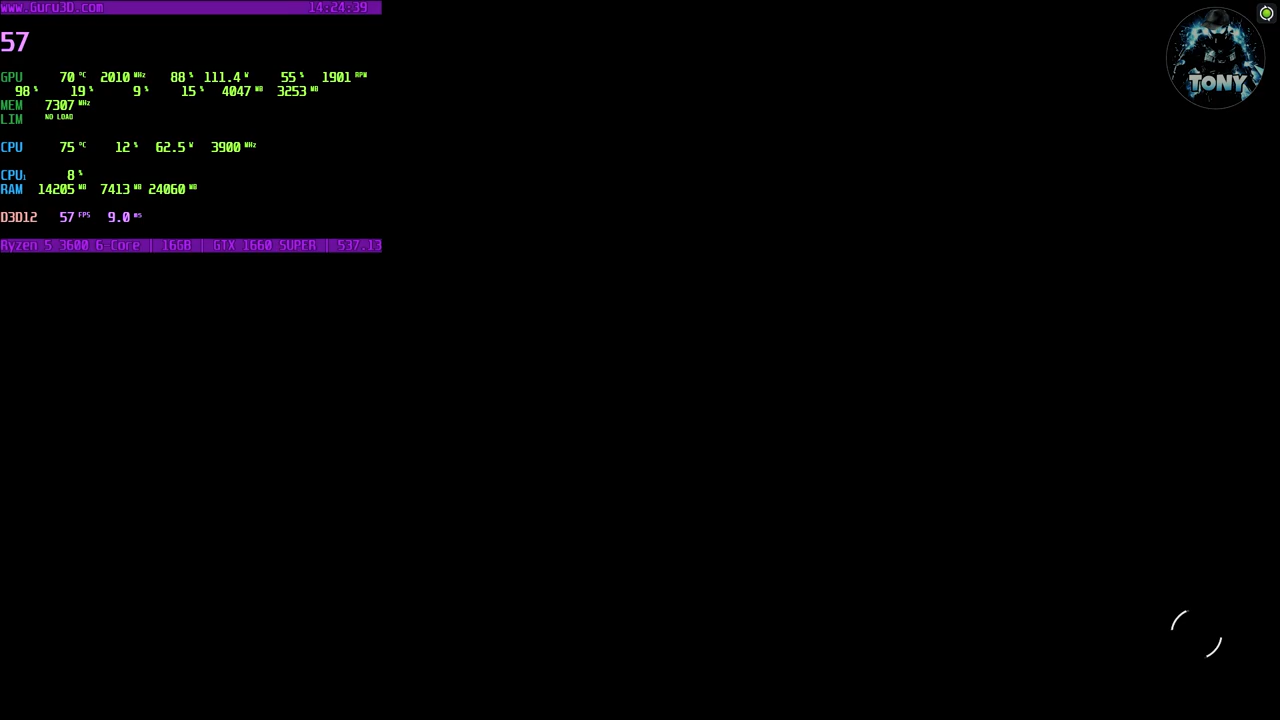 www.Guru3D.com 14:24:39
57
TONY
GPU 70 °C 2010 MHz 88 % 111.4 W 55 % 1901 RPM
98 % 19 % 9 % 15 % 4047 MB 3253 MB
MEM 7307 MHz
LIM NO LOAD
CPU 75 °C 12 % 62.5 W 3900 MHz
CPU1 8 %
RAM 14205 MB 7413 MB 24060 MB
D3D12 57 FPS 9.0 ms
Ryzen 5 3600 6-Core | 16GB | GTX 1660 SUPER | 537.13